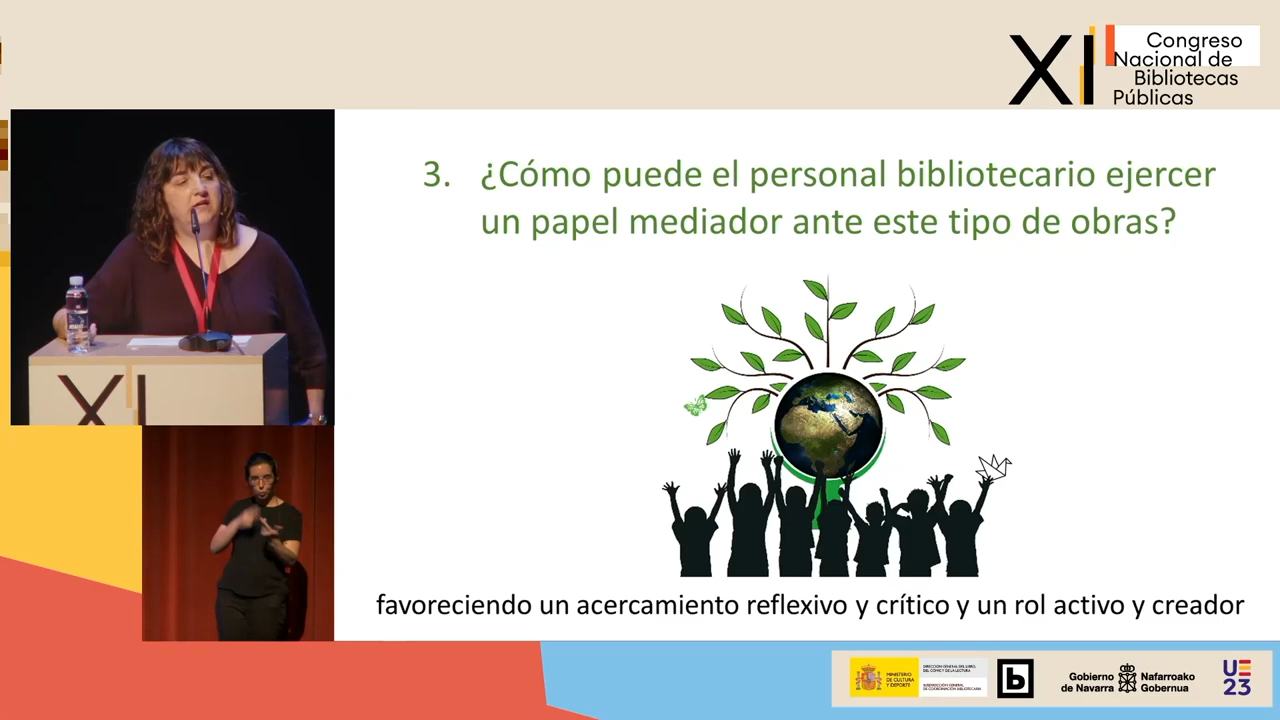 XI
Congreso
Nacional de
Bibliotecas
Públicas
3. ¿Cómo puede el personal bibliotecario ejercer
un papel mediador ante este tipo de obras?
XI
favoreciendo un acercamiento reflexivo y crítico y un rol activo y creador
MINISTERIO
DE CULTURA
Y DEPORTE
DIRECCIÓN GENERAL DEL LIBRO,
DEL CÓMIC Y DE LA LECTURA
SUBDIRECCIÓN GENERAL
DE COORDINACIÓN BIBLIOTECARIA
b
Gobierno
de Navarra
Nafarroako
Gobernua
UE
23